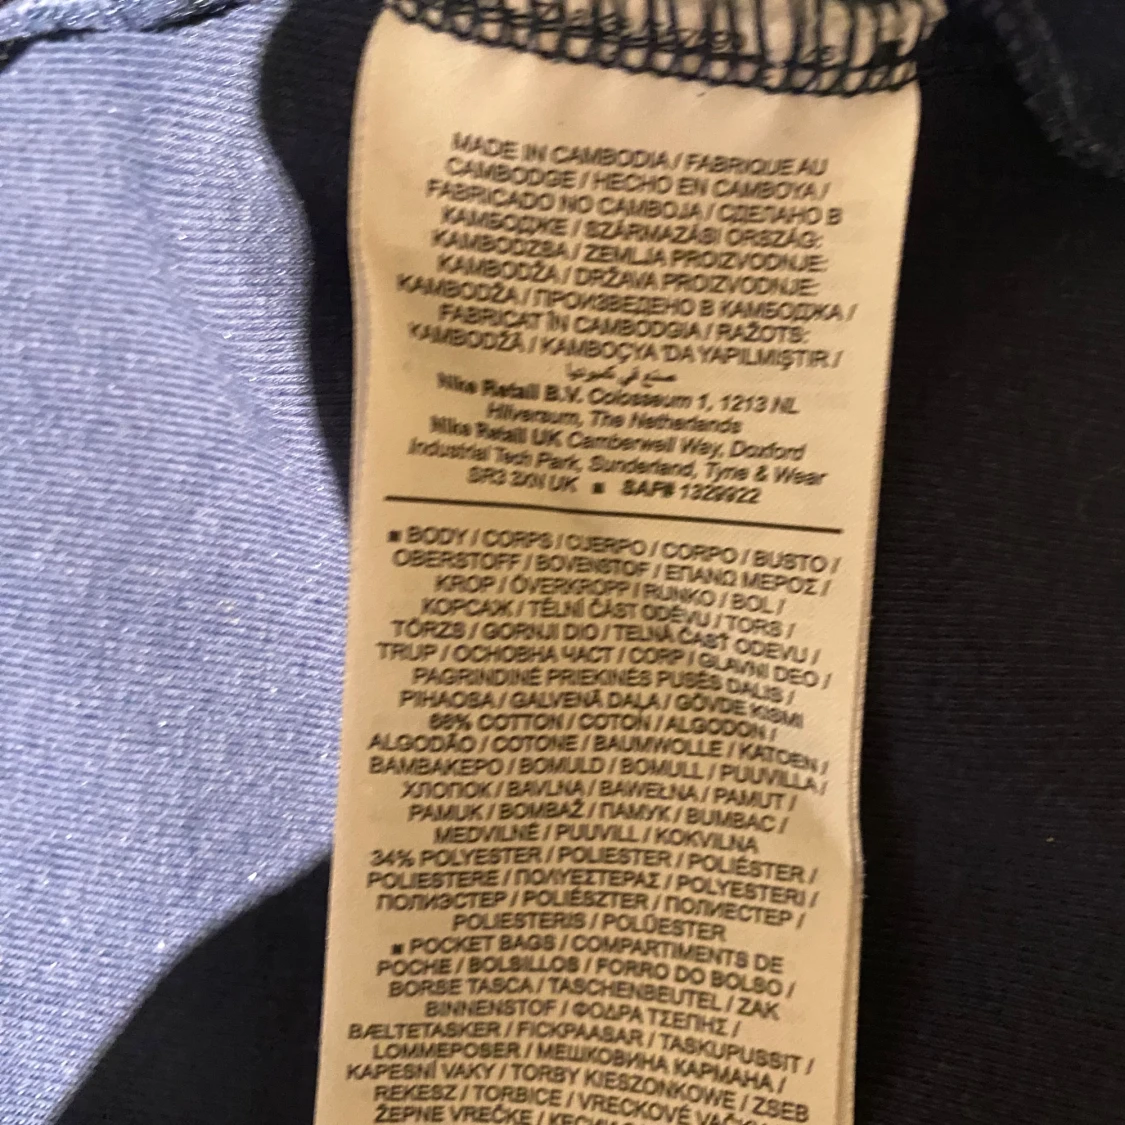 MADE IN CAMBODIA / FABRIQUE AU
CAMBODGE / HECHO EN CAMBOYA /
FABRICADO NO CAMBOJA / СДЕЛАНО В
КАМБОДЖЕ / SZÁRMAZÁSI ORSZÁG:
KAMBODZSA / ZEMLJA PROIZVODNJE:
KAMBODŽA / DRŽAVA PROIZVODNJE:
KAMBODŽA / ПРОИЗВЕДЕНО В КАМБОДЖА /
FABRICAT ÎN CAMBODGIA / RAŽOTS:
KAMBODŽĀ / KAMBOÇYA 'DA YAPILMIŞTIR /
صنع في كمبوديا
Nike Retail B.V. Colosseum 1, 1213 NL
Hilversum, The Netherlands
Nike Retail UK Camberwell Way, Doxford
Industrial Tech Park, Sunderland, Tyne & Wear
SR3 3XN UK ■ SAP# 1329922
■ BODY / CORPS / CUERPO / CORPO / BUSTO /
OBERSTOFF / BOVENSTOF / ΕΠΑΝΩ ΜΕΡΟΣ /
KROP / ÖVERKROPP / RUNKO / BOL /
КОРСАЖ / TĚLNÍ ČÁST ODĚVU / TORS /
TÖRZS / GORNJI DIO / TELNÁ ČASŤ ODEVU /
TRUP / ОСНОВНА ЧАСТ / CORP / GLAVNI DEO /
PAGRINDINĖ PRIEKINĖS PUSĖS DALIS /
PIHAOSA / GALVENĀ DAĻA / GÖVDE KISMI
66% COTTON / COTON / ALGODON /
ALGODÃO / COTONE / BAUMWOLLE / KATOEN /
ΒΑΜΒΑΚΕΡΟ / BOMULD / BOMULL / PUUVILLA /
ХЛОПОК / BAVLNA / BAWEŁNA / PAMUT /
PAMUK / BOMBAŽ / ПАМУК / BUMBAC /
MEDVILNĖ / PUUVILL / KOKVILNA
34% POLYESTER / POLIESTER / POLIÉSTER /
POLIESTERE / ΠΟΛΥΕΣΤΕΡΑΣ / POLYESTERI /
ПОЛИЭСТЕР / POLIÉSZTER / ПОЛИЕСТЕР /
POLIESTERIS / POLÜESTER
■ POCKET BAGS / COMPARTIMENTS DE
POCHE / BOLSILLOS / FORRO DO BOLSO /
BORSE TASCA / TASCHENBEUTEL / ZAK
BINNENSTOF / ΦΟΔΡΑ ΤΣΕΠΗΣ /
BÆLTETASKER / FICKPAASAR / TASKUPUSSIT /
LOMMEPOSER / МЕШКОВИНА КАРМАНА /
KAPESNÍ VAKY / TORBY KIESZONKOWE / ZSEB
REKESZ / TORBICE / VRECKOVÉ
ŽEPNE VREČKE /